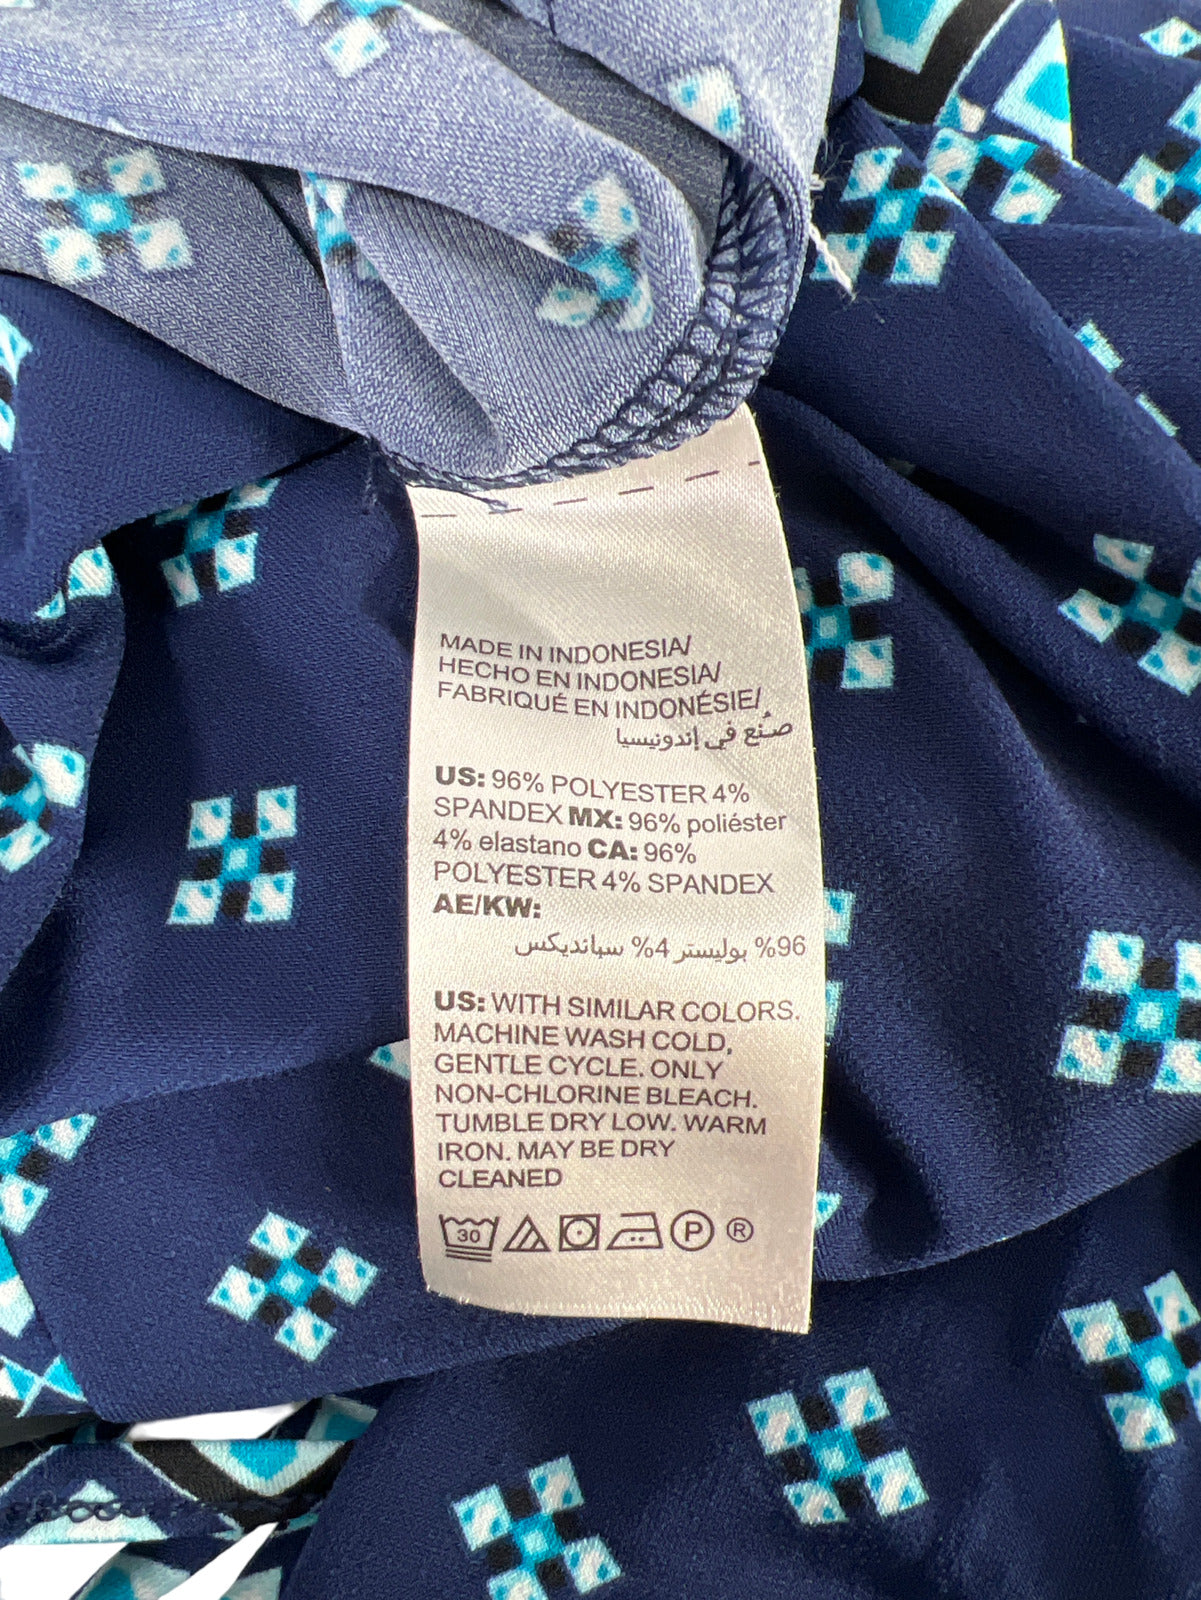 MADE IN INDONESIA/
HECHO EN INDONESIA/
FABRIQUÉ EN INDONÉSIE/
صُنع في إندونيسيا
US: 96% POLYESTER 4%
SPANDEX MX: 96% poliéster
4% elastano CA: 96%
POLYESTER 4% SPANDEX
AE/KW:
96% بوليستر 4% سبانديكس
US: WITH SIMILAR COLORS.
MACHINE WASH COLD,
GENTLE CYCLE. ONLY
NON-CHLORINE BLEACH.
TUMBLE DRY LOW. WARM
IRON. MAY BE DRY
CLEANED
30 P ®